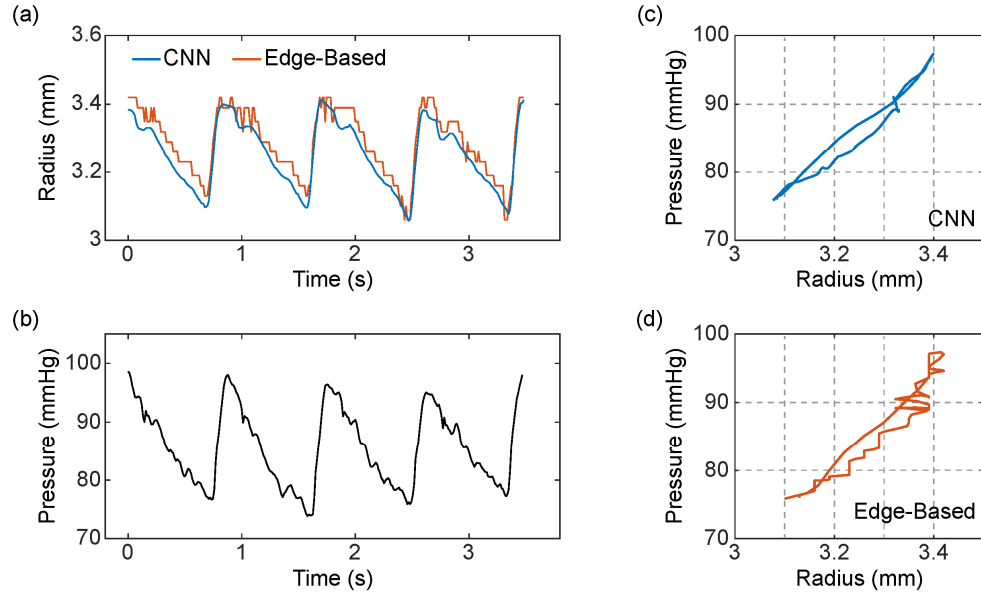 (a)
3.6
3.4
3.2
3
Radius (mm)
CNN
Edge-Based
0
1
2
3
Time (s)
(b)
100
90
80
70
Pressure (mmHg)
0
1
2
3
Time (s)
(c)
100
90
80
70
Pressure (mmHg)
CNN
3
3.2
3.4
Radius (mm)
(d)
100
90
80
70
Pressure (mmHg)
Edge-Based
3
3.2
3.4
Radius (mm)